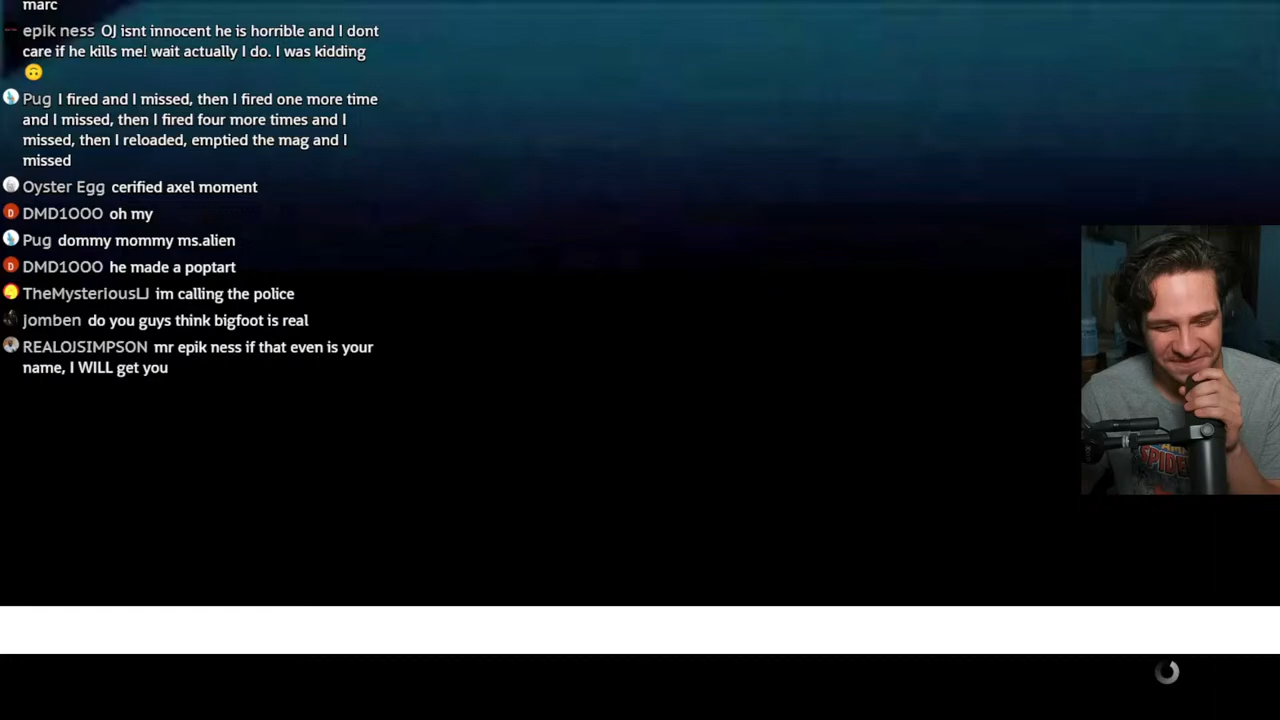 marc
epik ness OJ isnt innocent he is horrible and I dont
care if he kills me! wait actually I do. I was kidding
🙃
Pug I fired and I missed, then I fired one more time
and I missed, then I fired four more times and I
missed, then I reloaded, emptied the mag and I
missed
Oyster Egg cerified axel moment
D DMD1OOO oh my
Pug dommy mommy ms.alien
D DMD1OOO he made a poptart
TheMysteriousLJ im calling the police
jomben do you guys think bigfoot is real
REALOJSIMPSON mr epik ness if that even is your
name, I WILL get you
SPIDE